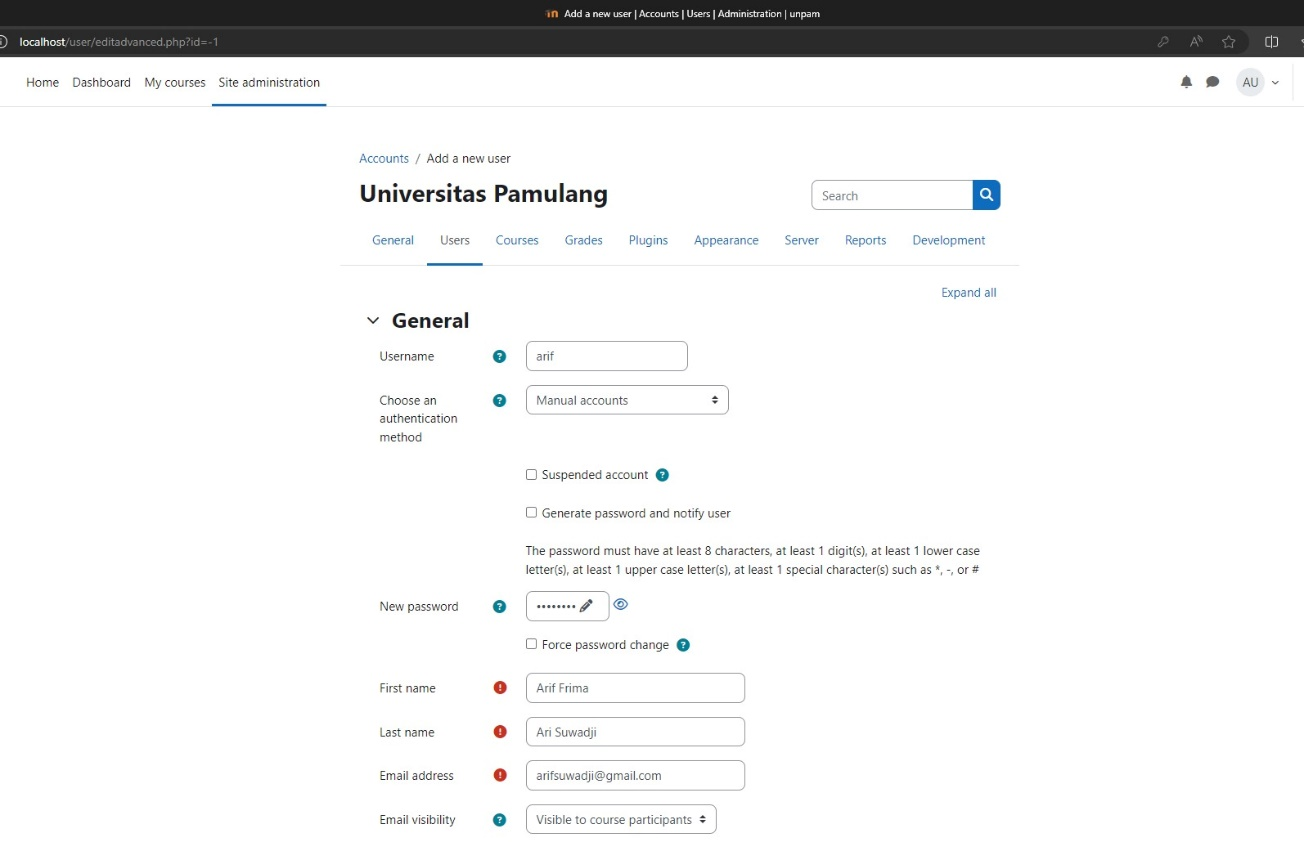 Add a new user | Accounts | Users | Administration | unpam
localhost/user/editadvanced.php?id=-1
Home Dashboard My courses Site administration
AU
Accounts / Add a new user
Universitas Pamulang
Search
General Users Courses Grades Plugins Appearance Server Reports Development
Expand all
General
Username ? arif
Choose an ? Manual accounts
authentication
method
Suspended account ?
Generate password and notify user
The password must have at least 8 characters, at least 1 digit(s), at least 1 lower case
letter(s), at least 1 upper case letter(s), at least 1 special character(s) such as *, -, or #
New password ? ••••••••
Force password change ?
First name ! Arif Frima
Last name ! Ari Suwadji
Email address ! arifsuwadji@gmail.com
Email visibility ? Visible to course participants